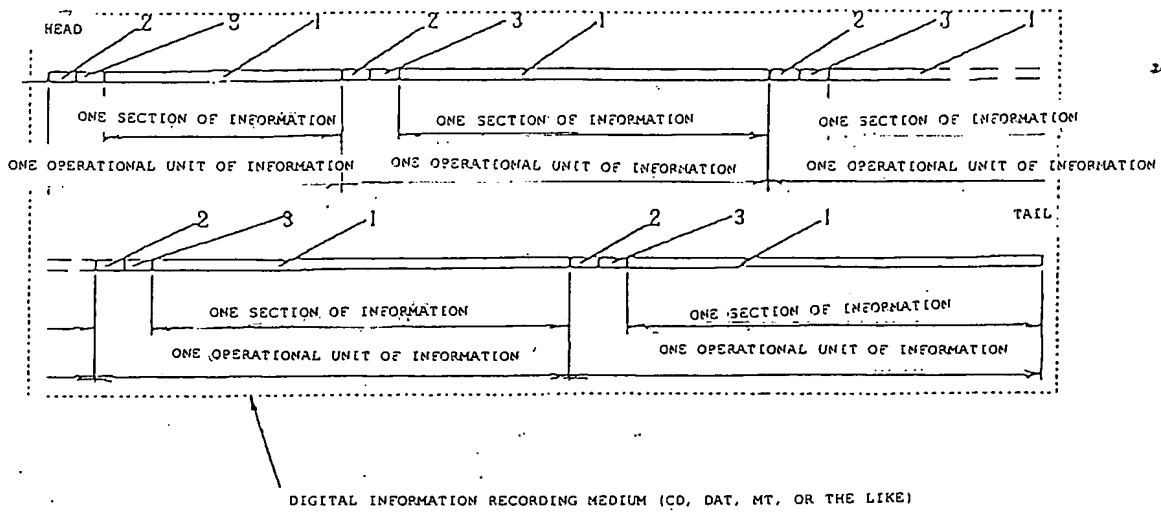 HEAD 2 3 1 2 3 1 2 3 1
ONE SECTION OF INFORMATION ONE SECTION OF INFORMATION ONE SECTION OF INFORMATION
ONE OPERATIONAL UNIT OF INFORMATION ONE OPERATIONAL UNIT OF INFORMATION ONE OPERATIONAL UNIT OF INFORMATION
TAIL
2 3 1 2 3 1
ONE SECTION OF INFORMATION ONE SECTION OF INFORMATION
ONE OPERATIONAL UNIT OF INFORMATION ONE OPERATIONAL UNIT OF INFORMATION
DIGITAL INFORMATION RECORDING MEDIUM (CD, DAT, MT, OR THE LIKE)